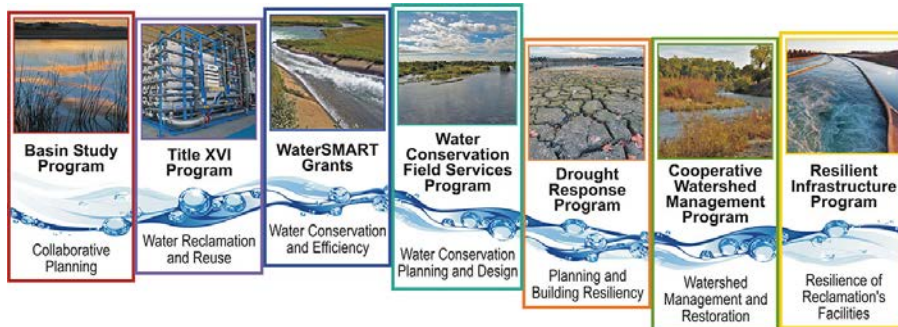 Basin Study
Program
Collaborative
Planning
Title XVI
Program
Water Reclamation
and Reuse
WaterSMART
Grants
Water Conservation
and Efficiency
Water
Conservation
Field Services
Program
Water Conservation
Planning and Design
Drought
Response
Program
Planning and
Building Resiliency
Cooperative
Watershed
Management
Program
Watershed
Management and
Restoration
Resilient
Infrastructure
Program
Resilience of
Reclamation's
Facilities